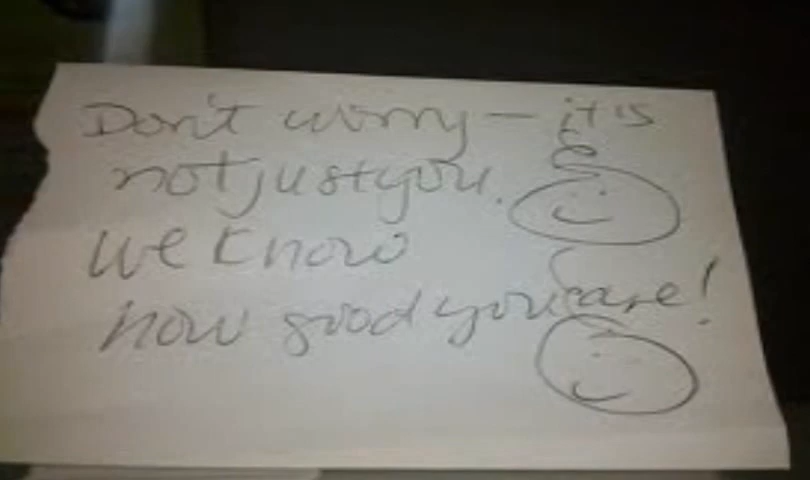 Don't worry — it is
not just you.
We know
how good you are!